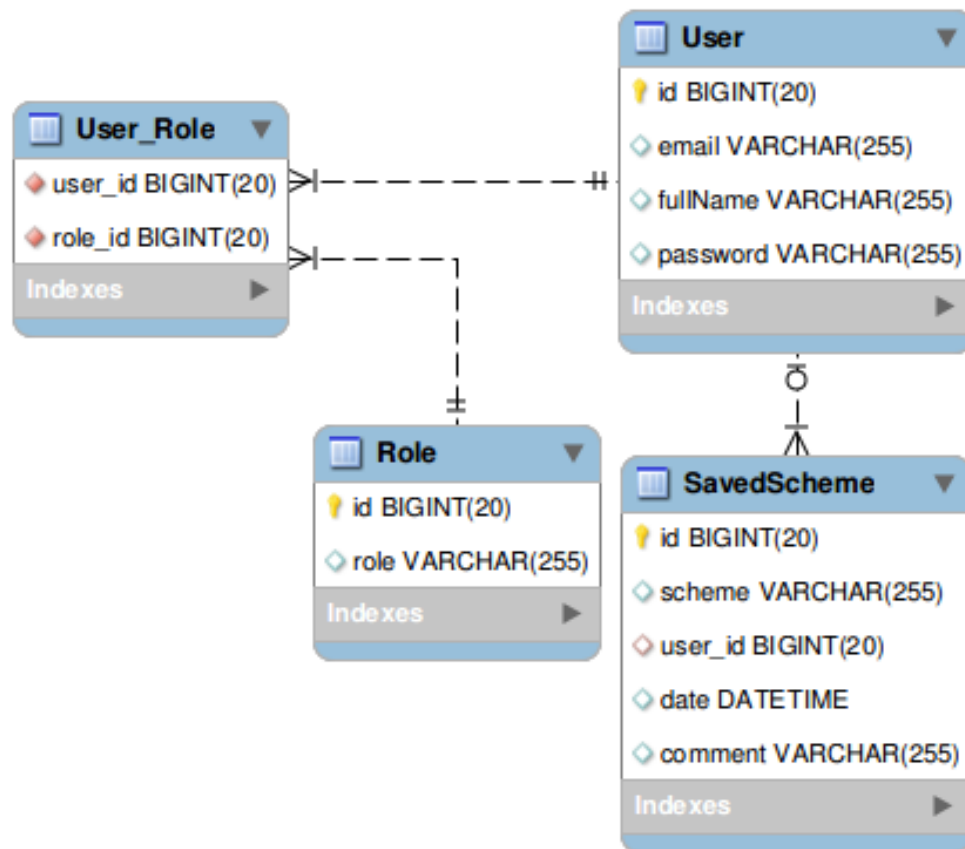 User
id BIGINT(20)
email VARCHAR(255)
fullName VARCHAR(255)
password VARCHAR(255)
Indexes
User_Role
user_id BIGINT(20)
role_id BIGINT(20)
Indexes
Role
id BIGINT(20)
role VARCHAR(255)
Indexes
SavedScheme
id BIGINT(20)
scheme VARCHAR(255)
user_id BIGINT(20)
date DATETIME
comment VARCHAR(255)
Indexes